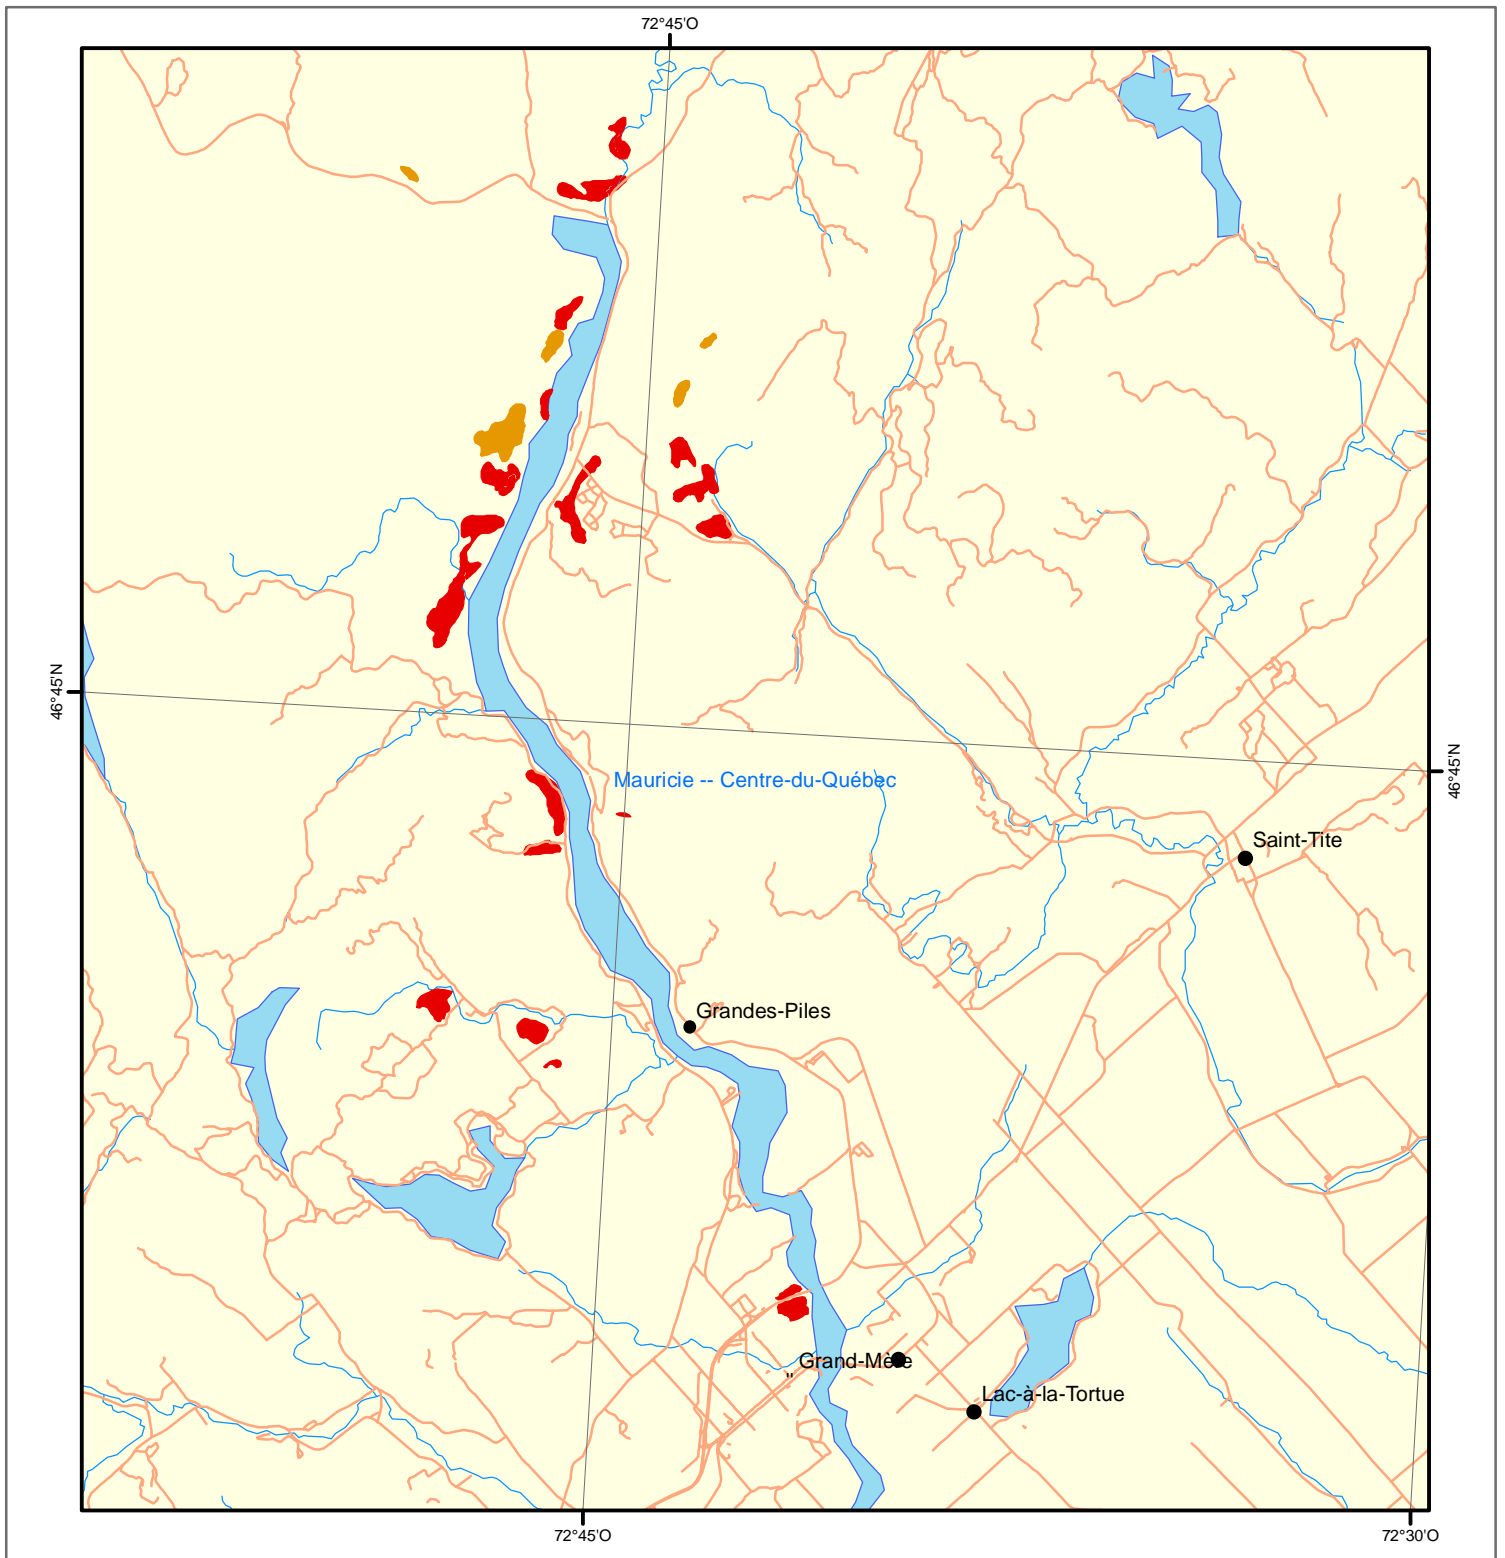 72°45'O
46°45'N
Mauricie -- Centre-du-Québec
46°45'N
Saint-Tite
Grandes-Piles
Grand-Mère
"
Lac-à-la-Tortue
72°45'O
72°30'O